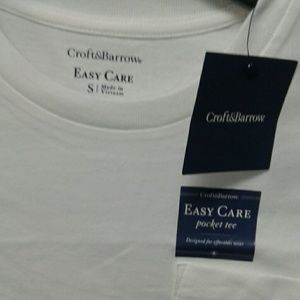 Croft&Barrow®
EASY CARE
S | Made in
Vietnam
Croft&Barrow
Croft&Barrow
EASY CARE
pocket tee
Designed for effortless wear